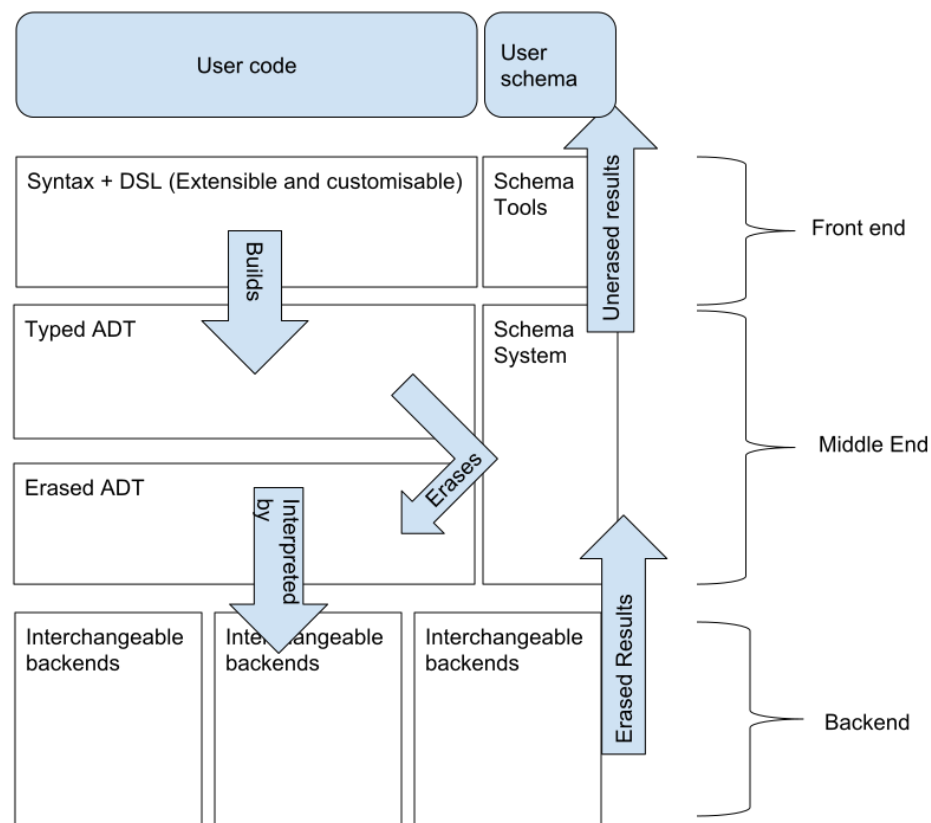 User code
User
schema
Syntax + DSL (Extensible and customisable)
Schema
Tools
Unerased results
Front end
Builds
Typed ADT
Schema
System
Middle End
Erases
Erased ADT
Interpreted
by
Interchangeable
backends
Interchangeable
backends
Interchangeable
backends
Erased Results
Backend